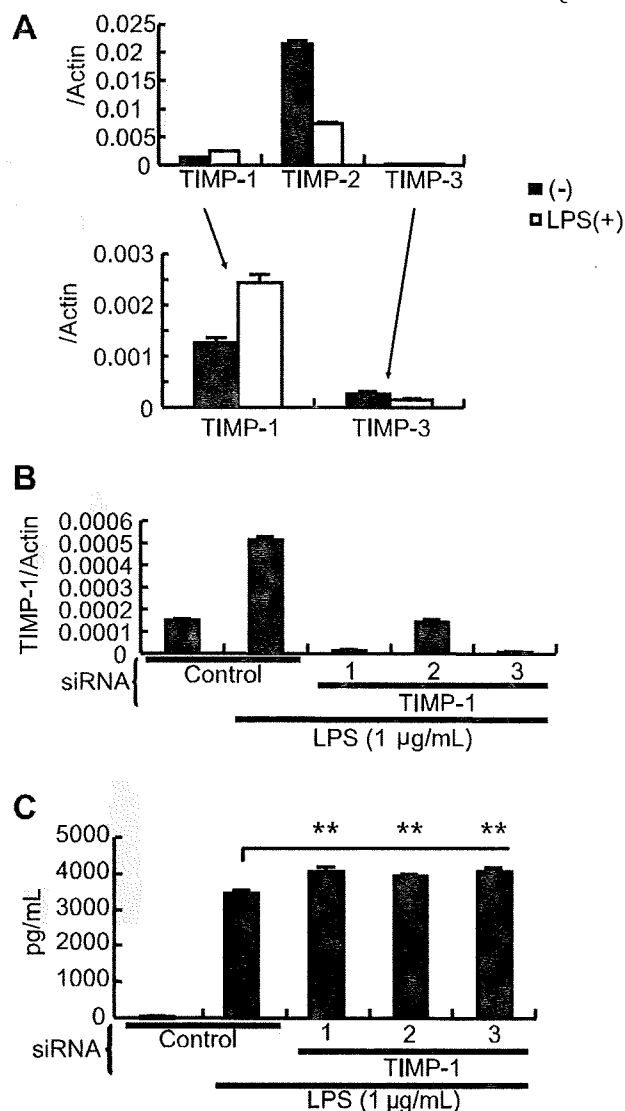 A
/Actin
0.025
0.02
0.015
0.01
0.005
0
TIMP-1 TIMP-2 TIMP-3
(-)
LPS(+)
/Actin
0.003
0.002
0.001
0
TIMP-1 TIMP-3
B
TIMP-1/Actin
0.0006
0.0005
0.0004
0.0003
0.0002
0.0001
0
siRNA
Control
1 2 3
TIMP-1
LPS (1 µg/mL)
C
pg/mL
5000
4000
3000
2000
1000
0
** ** **
siRNA
Control
1 2 3
TIMP-1
LPS (1 µg/mL)